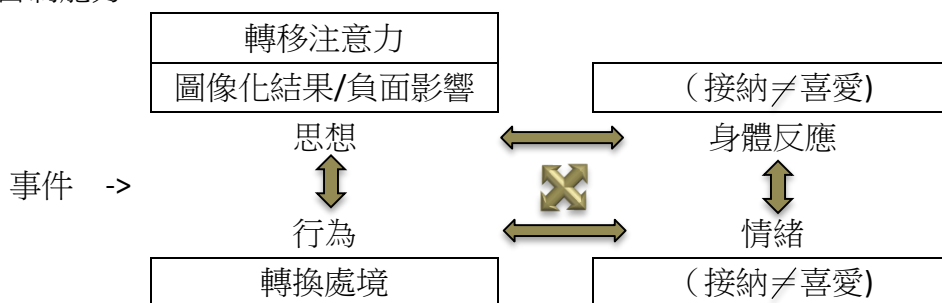 轉移注意力
圖像化結果/負面影響 （接納≠喜愛)
思想 身體反應
事件 ->
行為 情緒
轉換處境 （接納≠喜愛)